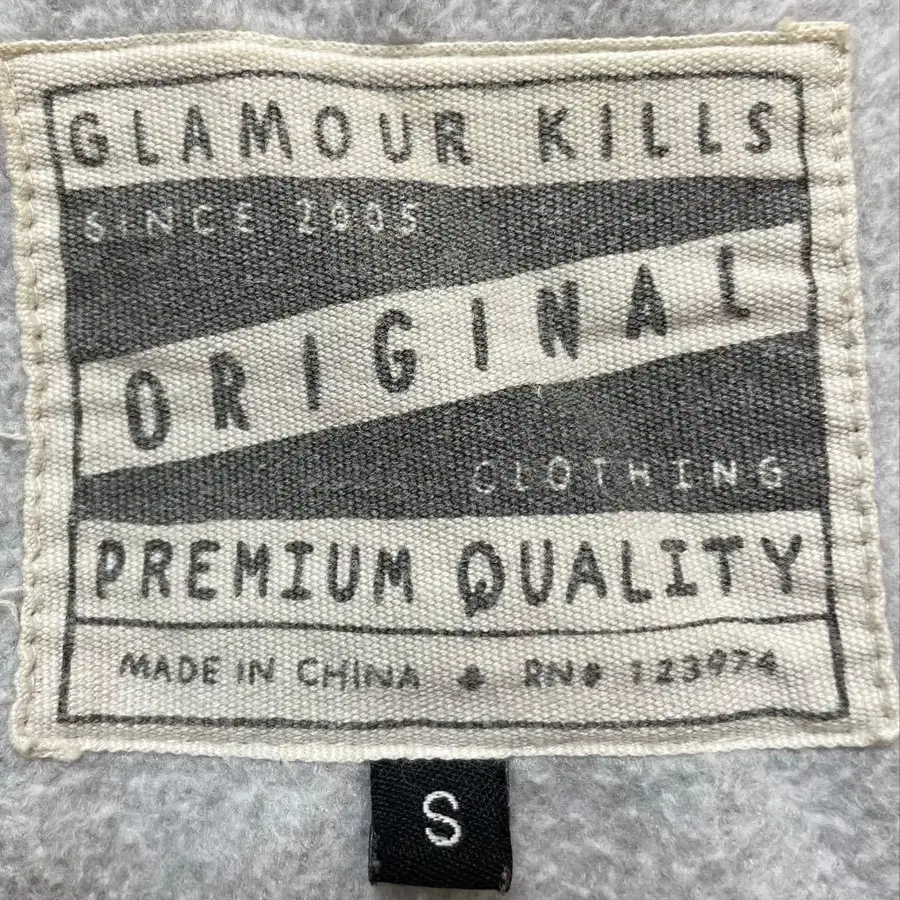 GLAMOUR KILLS
SINCE 2005
ORIGINAL
CLOTHING
PREMIUM QUALITY
MADE IN CHINA ◆ RN# 123974
S